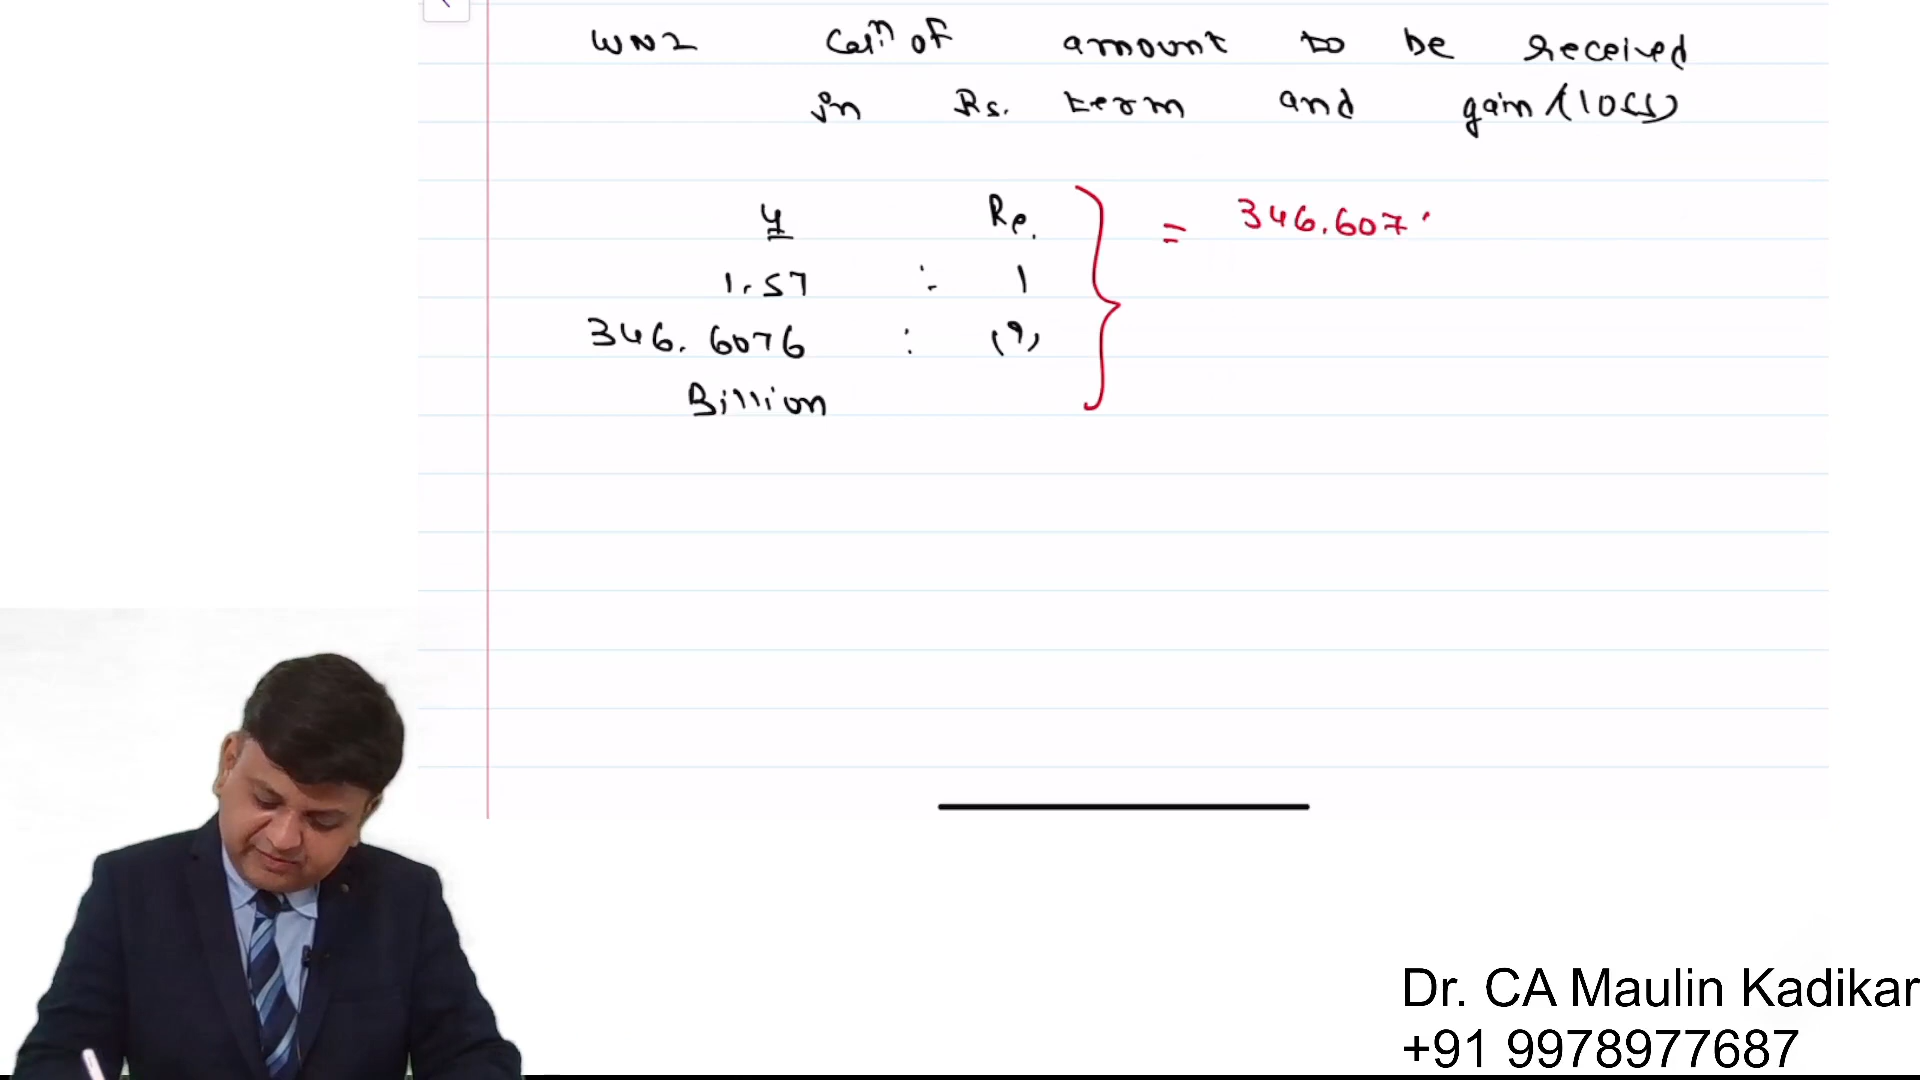 WN2 Calⁿ of amount to be received
in Rs. term and gain/(loss)
¥ Re.
1.57 : 1
346.6076 : (?)
Billion
= 346.607
Dr. CA Maulin Kadikar
+91 9978977687